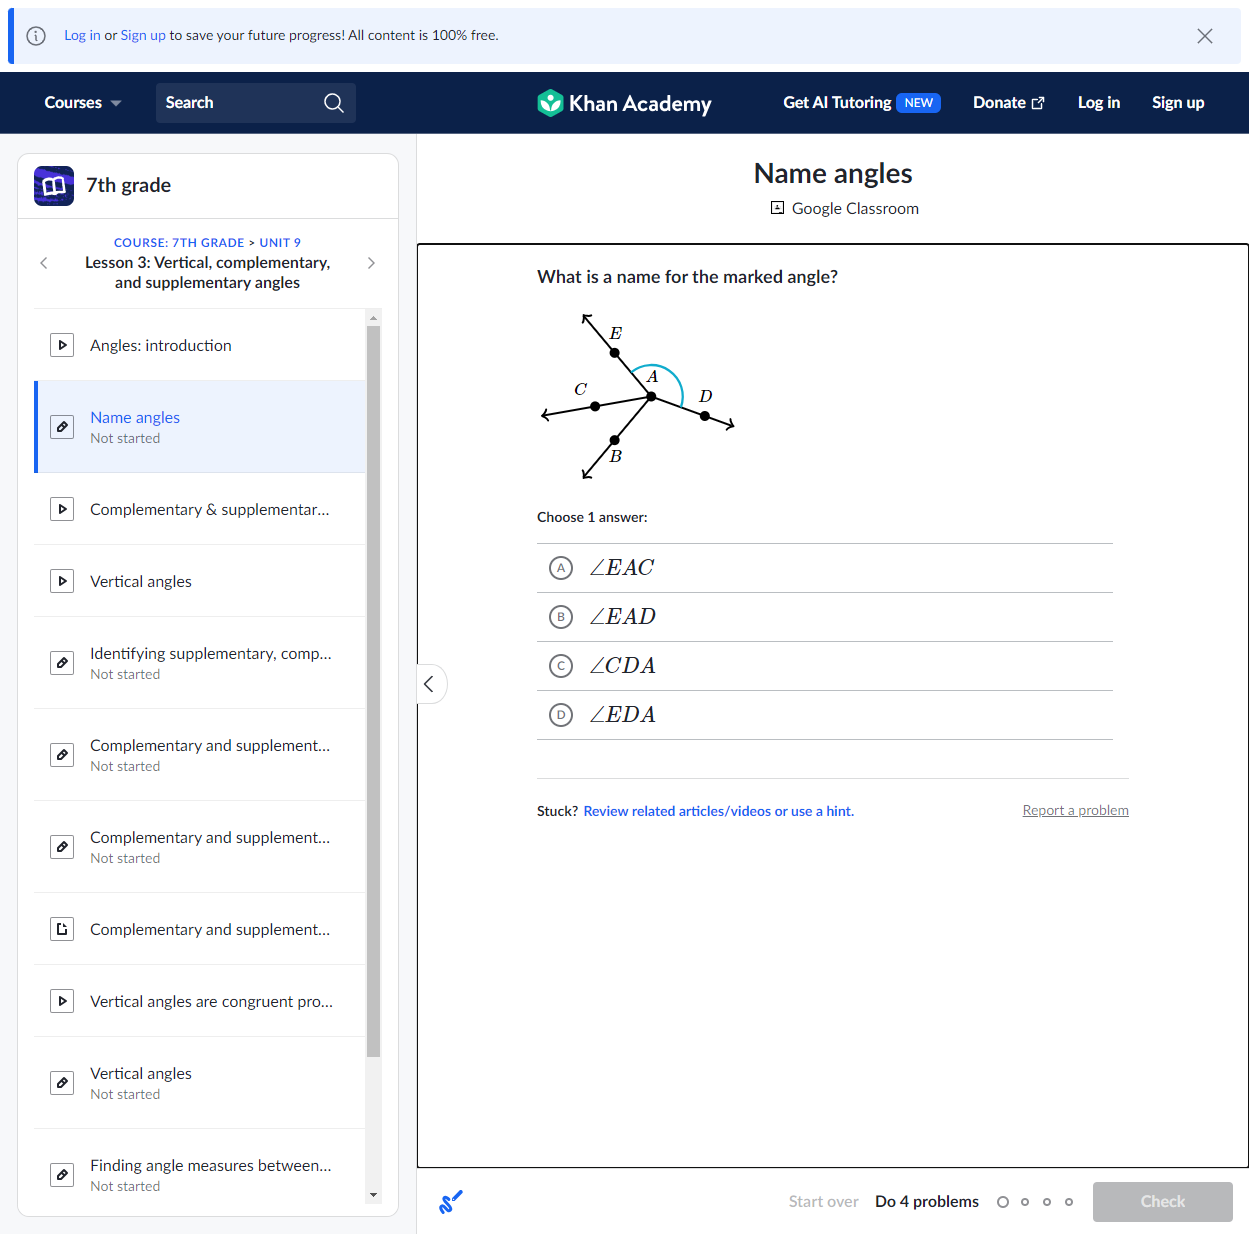 Log in or Sign up to save your future progress! All content is 100% free.
Courses
Search
Khan Academy
Get AI Tutoring NEW
Donate
Log in
Sign up
7th grade
COURSE: 7TH GRADE > UNIT 9
Lesson 3: Vertical, complementary,
and supplementary angles
Angles: introduction
Name angles
Not started
Complementary & supplementar...
Vertical angles
Identifying supplementary, comp...
Not started
Complementary and supplement...
Not started
Complementary and supplement...
Not started
Complementary and supplement...
Vertical angles are congruent pro...
Vertical angles
Not started
Finding angle measures between...
Not started
Name angles
Google Classroom
What is a name for the marked angle?
E
A
C
D
B
Choose 1 answer:
A ∠EAC
B ∠EAD
C ∠CDA
D ∠EDA
Stuck? Review related articles/videos or use a hint.
Report a problem
Start over
Do 4 problems
Check